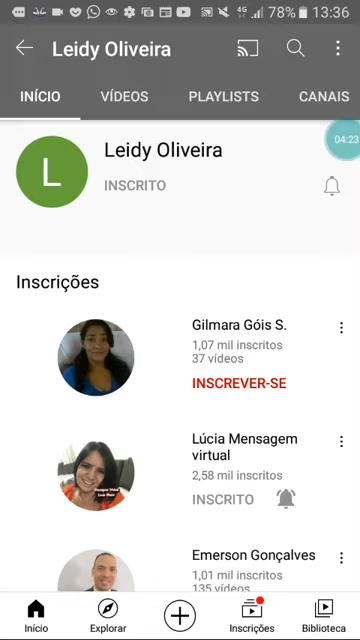 4G 78% 13:36
Leidy Oliveira
INÍCIO VÍDEOS PLAYLISTS CANAIS
04:23
L
Leidy Oliveira
INSCRITO
Inscrições
Gilmara Góis S.
1,07 mil inscritos
37 vídeos
INSCREVER-SE
Lúcia Mensagem
virtual
2,58 mil inscritos
INSCRITO
Emerson Gonçalves
1,01 mil inscritos
135 vídeos
Início Explorar Inscrições Biblioteca